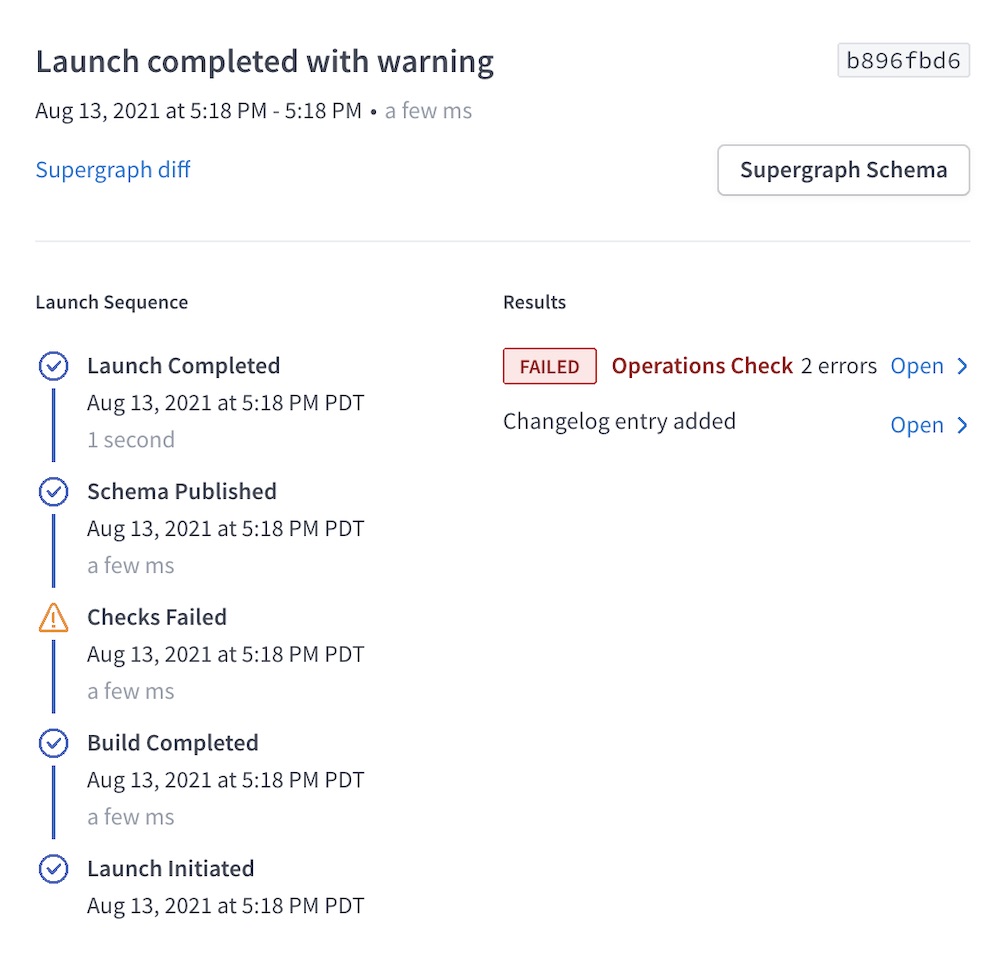 Launch completed with warning
b896fbd6
Aug 13, 2021 at 5:18 PM - 5:18 PM • a few ms
Supergraph diff
Supergraph Schema
Launch Sequence
Launch Completed
Aug 13, 2021 at 5:18 PM PDT
1 second
Schema Published
Aug 13, 2021 at 5:18 PM PDT
a few ms
Checks Failed
Aug 13, 2021 at 5:18 PM PDT
a few ms
Build Completed
Aug 13, 2021 at 5:18 PM PDT
a few ms
Launch Initiated
Aug 13, 2021 at 5:18 PM PDT
Results
FAILED Operations Check 2 errors Open
Changelog entry added Open